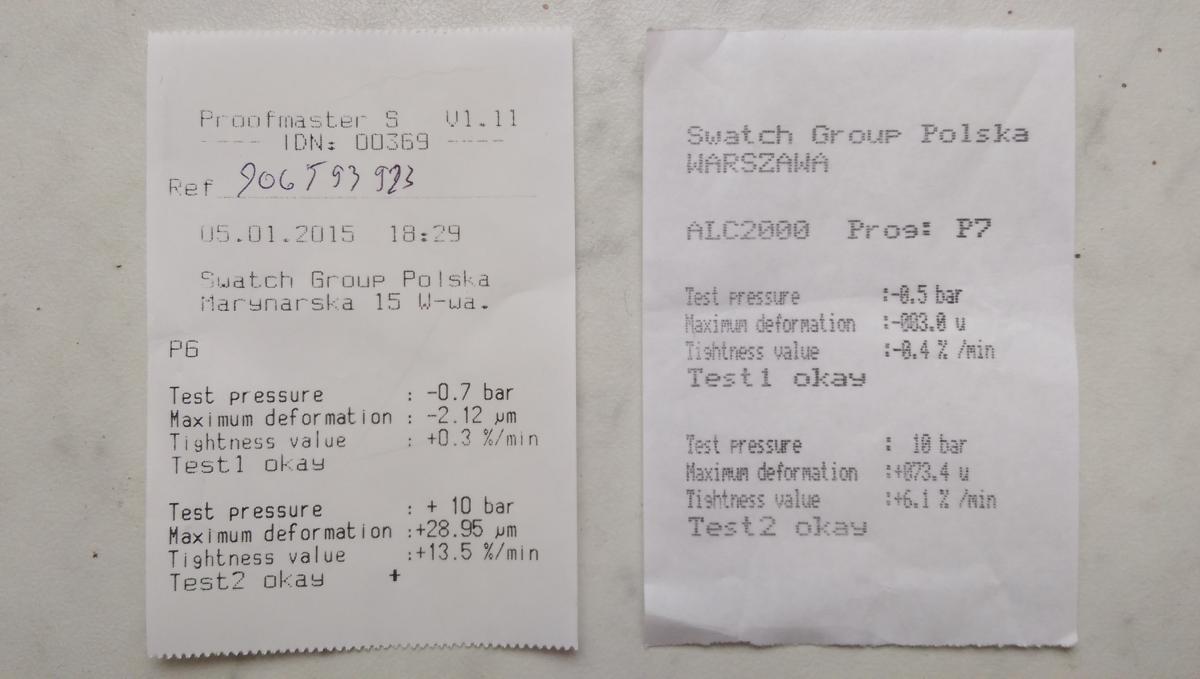 Proofmaster S V1.11
---- IDN: 00369 ----
Ref 906T93923
05.01.2015 18:29
Swatch Group Polska
Marynarska 15 W-wa.
P6
Test pressure : -0.7 bar
Maximum deformation : -2.12 µm
Tightness value : +0.3 %/min
Test1 okay
Test pressure : + 10 bar
Maximum deformation :+28.95 µm
Tightness value :+13.5 %/min
Test2 okay +
Swatch Group Polska
WARSZAWA
ALC2000 Prog: P7
Test pressure :-0.5 bar
Maximum deformation :-003.0 u
Tightness value :-0.4 % /min
Test1 okay
Test pressure : 10 bar
Maximum deformation :+073.4 u
Tightness value :+6.1 % /min
Test2 okay